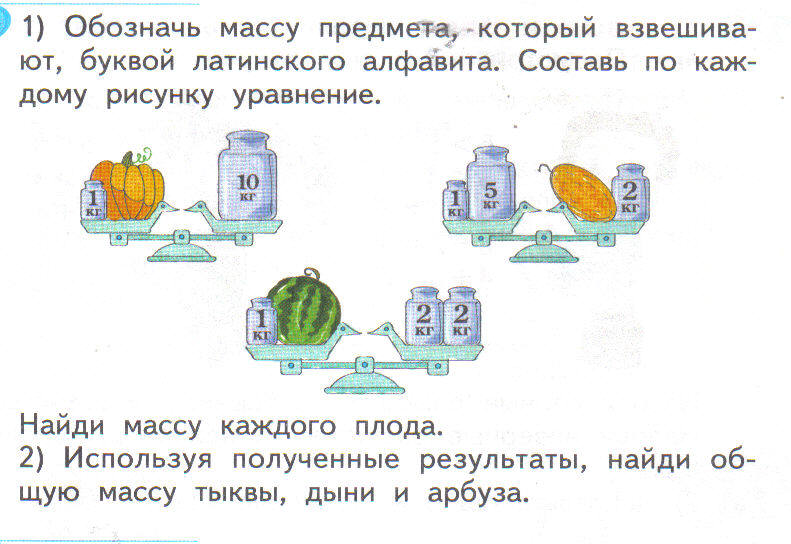 1) Обозначь массу предмета, который взвешива-
ют, буквой латинского алфавита. Составь по каж-
дому рисунку уравнение.
1 кг
10 кг
1 кг
5 кг
2 кг
1 кг
2 кг
2 кг
Найди массу каждого плода.
2) Используя полученные результаты, найди об-
щую массу тыквы, дыни и арбуза.